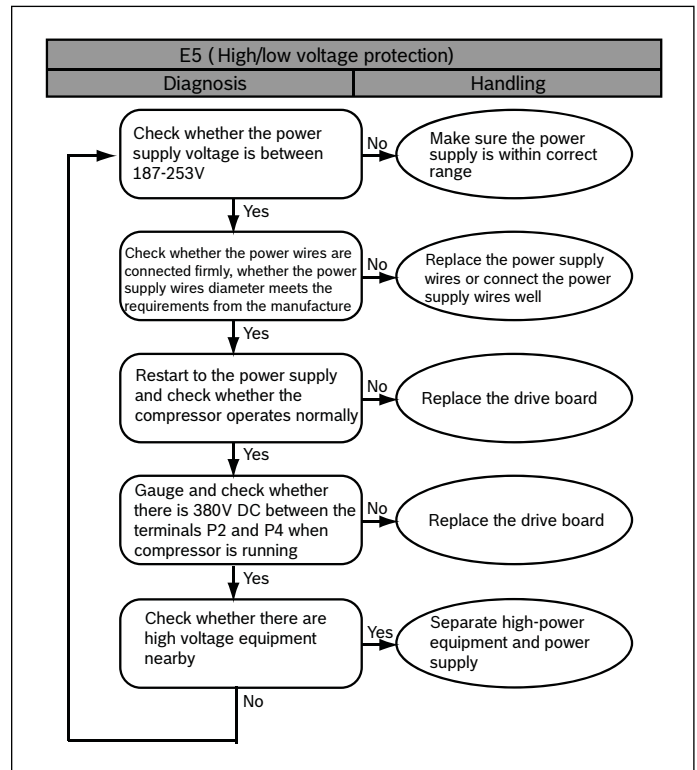 E5 ( High/low voltage protection)
Diagnosis
Handling
Check whether the power
supply voltage is between
187-253V
No
Make sure the power
supply is within correct
range
Yes
Check whether the power wires are
connected firmly, whether the power
supply wires diameter meets the
requirements from the manufacture
No
Replace the power supply
wires or connect the power
supply wires well
Yes
Restart to the power supply
and check whether the
compressor operates normally
No
Replace the drive board
Yes
Gauge and check whether
there is 380V DC between the
terminals P2 and P4 when
compressor is running
No
Replace the drive board
Yes
Check whether there are
high voltage equipment
nearby
Yes
Separate high-power
equipment and power
supply
No